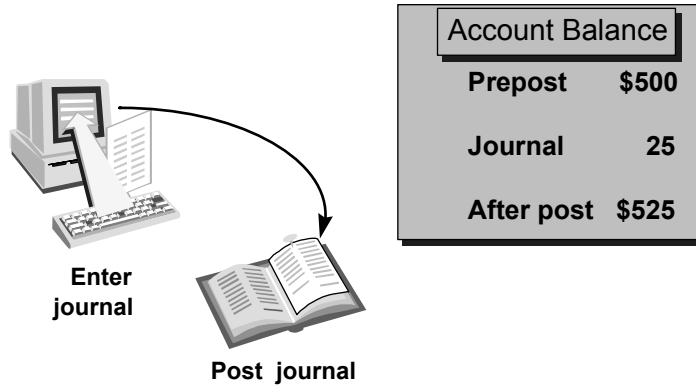 Account Balance
Prepost $500
Journal 25
After post $525
Enter
journal
Post journal